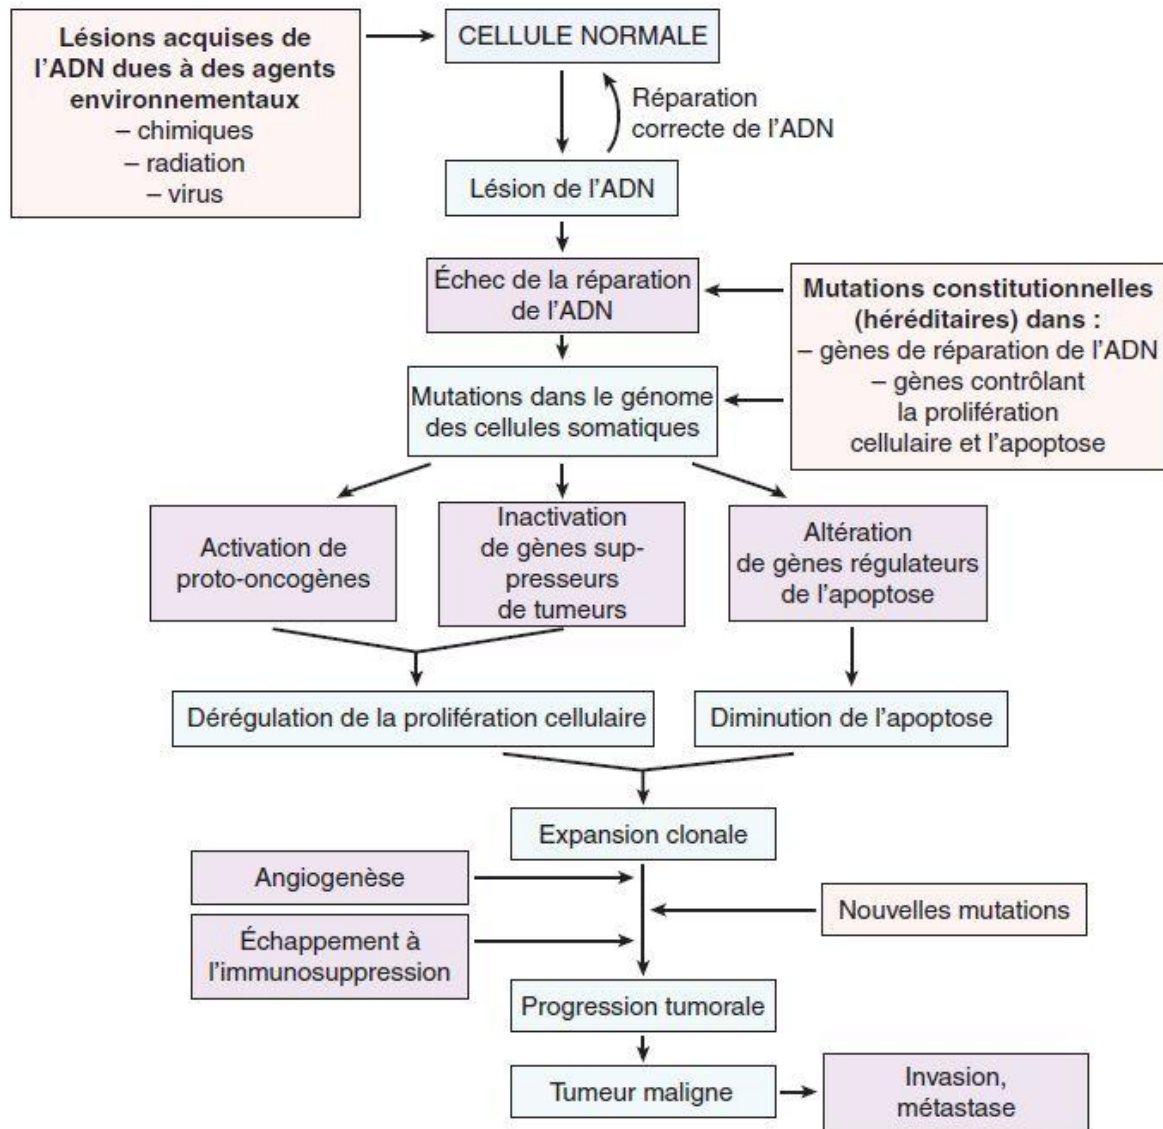 Lésions acquises de
l’ADN dues à des agents
environnementaux
– chimiques
– radiation
– virus
CELLULE NORMALE
Réparation
correcte de l’ADN
Lésion de l’ADN
Échec de la réparation
de l’ADN
Mutations constitutionnelles
(héréditaires) dans :
– gènes de réparation de l’ADN
– gènes contrôlant
la prolifération
cellulaire et l’apoptose
Mutations dans le génome
des cellules somatiques
Activation de
proto-oncogènes
Inactivation
de gènes sup-
presseurs
de tumeurs
Altération
de gènes régulateurs
de l’apoptose
Dérégulation de la prolifération cellulaire
Diminution de l’apoptose
Expansion clonale
Angiogenèse
Nouvelles mutations
Échappement à
l’immunosuppression
Progression tumorale
Tumeur maligne
Invasion,
métastase